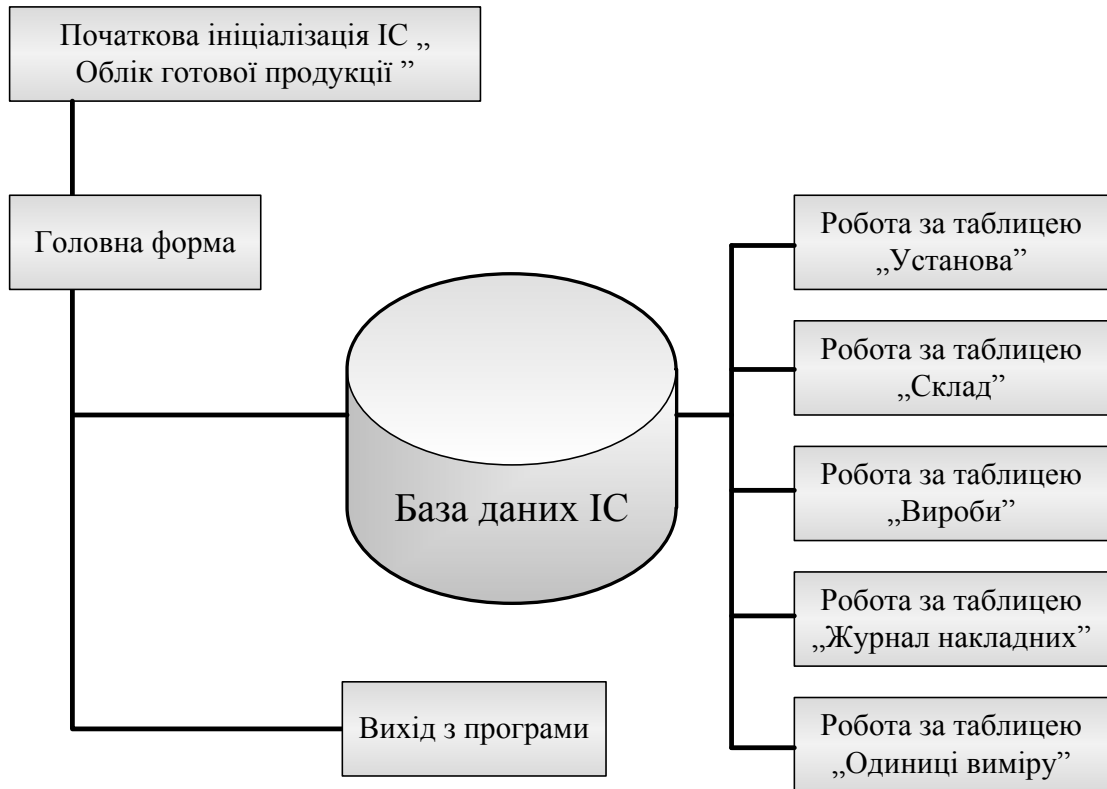 Початкова ініціалізація ІС „
Облік готової продукції ”
Головна форма
База даних ІС
Вихід з програми
Робота за таблицею
„Установа”
Робота за таблицею
„Склад”
Робота за таблицею
„Вироби”
Робота за таблицею
„Журнал накладних”
Робота за таблицею
„Одиниці виміру”